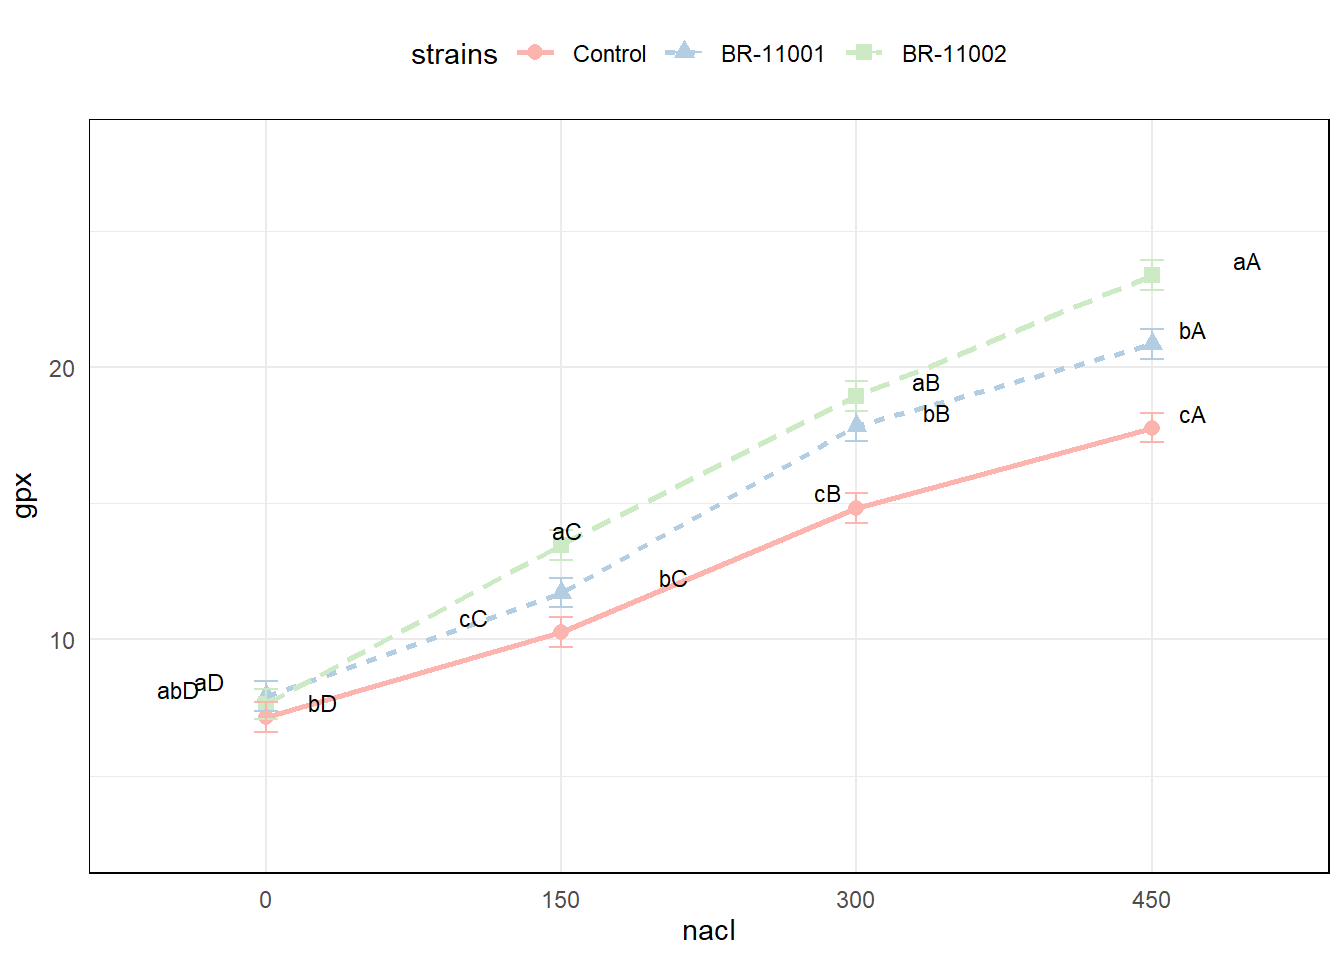 strains Control BR-11001 BR-11002
aA
bA
20
aB
bB
cA
cB
aC
bC
cC
10
aD
abD
bD
gpx
0 150 300 450
nacl